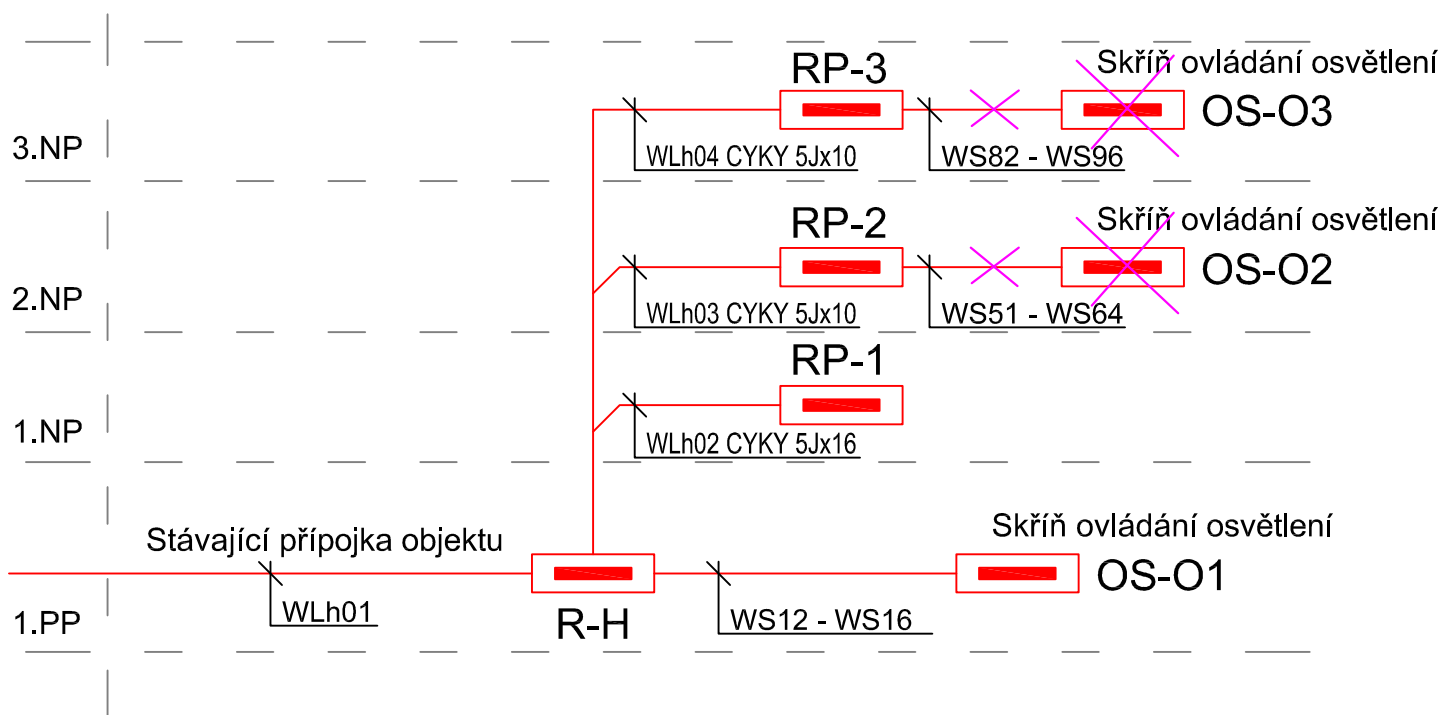 RP-3
Skříň ovládání osvětlení
OS-O3
3.NP
WLh04 CYKY 5Jx10
WS82 - WS96
RP-2
Skříň ovládání osvětlení
OS-O2
2.NP
WLh03 CYKY 5Jx10
WS51 - WS64
RP-1
1.NP
WLh02 CYKY 5Jx16
Stávající přípojka objektu
Skříň ovládání osvětlení
OS-O1
1.PP
WLh01
R-H
WS12 - WS16